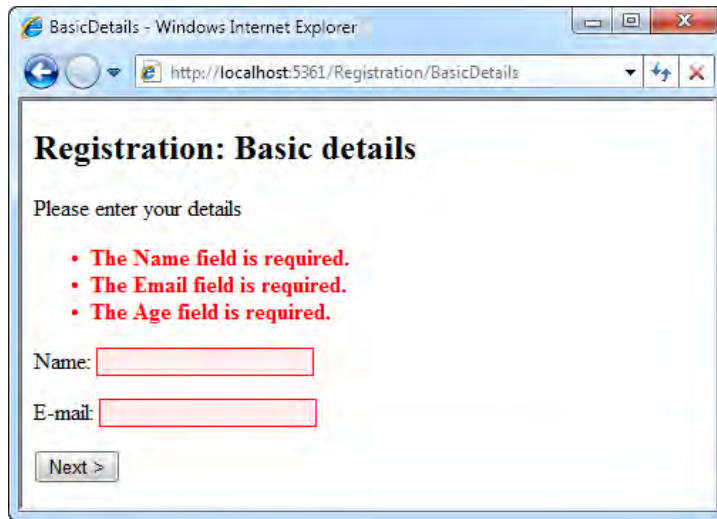 BasicDetails - Windows Internet Explorer
http://localhost:5361/Registration/BasicDetails
Registration: Basic details
Please enter your details
• The Name field is required.
• The Email field is required.
• The Age field is required.
Name:
E-mail:
Next >